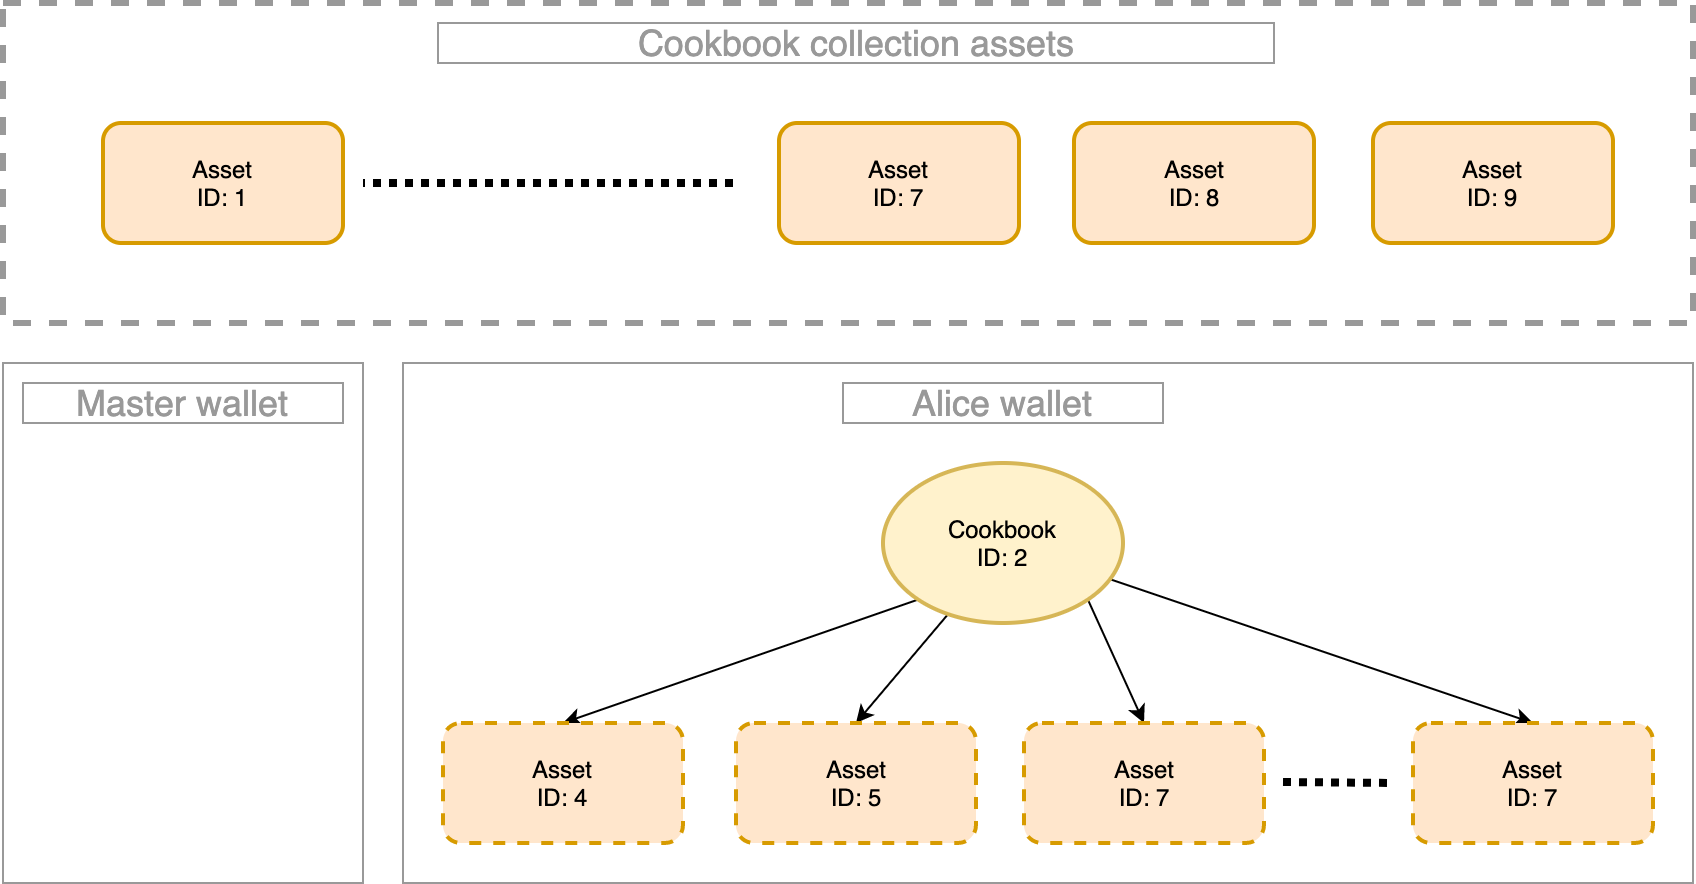 Cookbook collection assets
Asset
ID: 1
Asset
ID: 7
Asset
ID: 8
Asset
ID: 9
Master wallet
Alice wallet
Cookbook
ID: 2
Asset
ID: 4
Asset
ID: 5
Asset
ID: 7
Asset
ID: 7